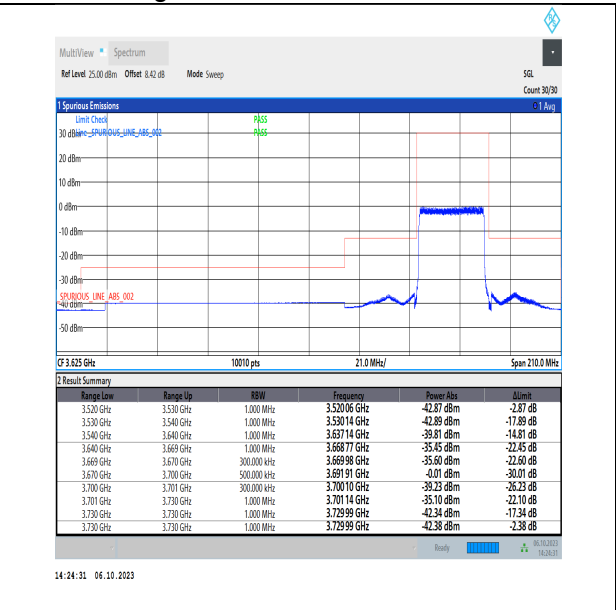 MultiView Spectrum
Ref Level 25.00 dBm Offset 8.42 dB Mode Sweep SGL
Count 30/30
1 Spurious Emissions 1 Avg
Limit Check PASS
Line _SPURIOUS_LINE_ABS_002 PASS
30 dBm
20 dBm
10 dBm
0 dBm
-10 dBm
-20 dBm
-30 dBm
_SPURIOUS_LINE_ABS_002
-40 dBm
-50 dBm
CF 3.625 GHz 10010 pts 21.0 MHz/ Span 210.0 MHz
2 Result Summary
Range Low Range Up RBW Frequency Power Abs ΔLimit
3.520 GHz 3.530 GHz 1.000 MHz 3.52006 GHz -42.87 dBm -2.87 dB
3.530 GHz 3.540 GHz 1.000 MHz 3.53014 GHz -42.89 dBm -17.89 dB
3.540 GHz 3.640 GHz 1.000 MHz 3.63714 GHz -39.81 dBm -14.81 dB
3.640 GHz 3.669 GHz 1.000 MHz 3.66877 GHz -35.45 dBm -22.45 dB
3.669 GHz 3.670 GHz 300.000 kHz 3.66998 GHz -35.60 dBm -22.60 dB
3.670 GHz 3.700 GHz 500.000 kHz 3.69191 GHz -0.01 dBm -30.01 dB
3.700 GHz 3.701 GHz 300.000 kHz 3.70010 GHz -39.23 dBm -26.23 dB
3.701 GHz 3.730 GHz 1.000 MHz 3.70114 GHz -35.10 dBm -22.10 dB
3.730 GHz 3.730 GHz 1.000 MHz 3.72999 GHz -42.34 dBm -17.34 dB
3.730 GHz 3.730 GHz 1.000 MHz 3.72999 GHz -42.38 dBm -2.38 dB
Ready 06.10.2023
14:24:31
14:24:31 06.10.2023